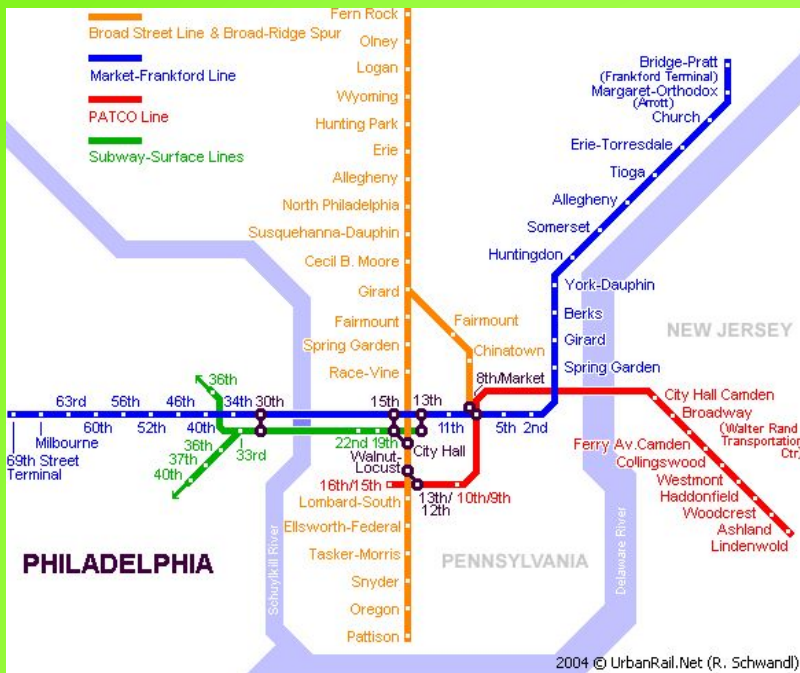 Broad Street Line & Broad-Ridge Spur
Market-Frankford Line
PATCO Line
Subway-Surface Lines
Fern Rock
Olney
Logan
Wyoming
Hunting Park
Erie
Allegheny
North Philadelphia
Susquehanna-Dauphin
Cecil B. Moore
Girard
Fairmount
Spring Garden
Race-Vine
Fairmount
Chinatown
8th/Market
Bridge-Pratt
(Frankford Terminal)
Margaret-Orthodox
(Arrott)
Church
Erie-Torresdale
Tioga
Allegheny
Somerset
Huntingdon
York-Dauphin
Berks
Girard
Spring Garden
NEW JERSEY
36th
63rd
56th
46th
34th
30th
15th
13th
60th
52th
40th
11th
5th
2nd
Milbourne
69th Street
Terminal
36th
37th
40th
33rd
22nd
19th
City Hall
Walnut-
Locust
16th/15th
13th/
12th
10th/9th
City Hall Camden
Broadway
(Walter Rand
Transportation
Ctr)
Ferry Av.Camden
Collingswood
Westmont
Haddonfield
Woodcrest
Ashland
Lindenwold
Lombard-South
Ellsworth-Federal
Tasker-Morris
Snyder
Oregon
Pattison
PHILADELPHIA
PENNSYLVANIA
Schuylkill River
Delaware River
2004 © UrbanRail.Net (R. Schwandl)